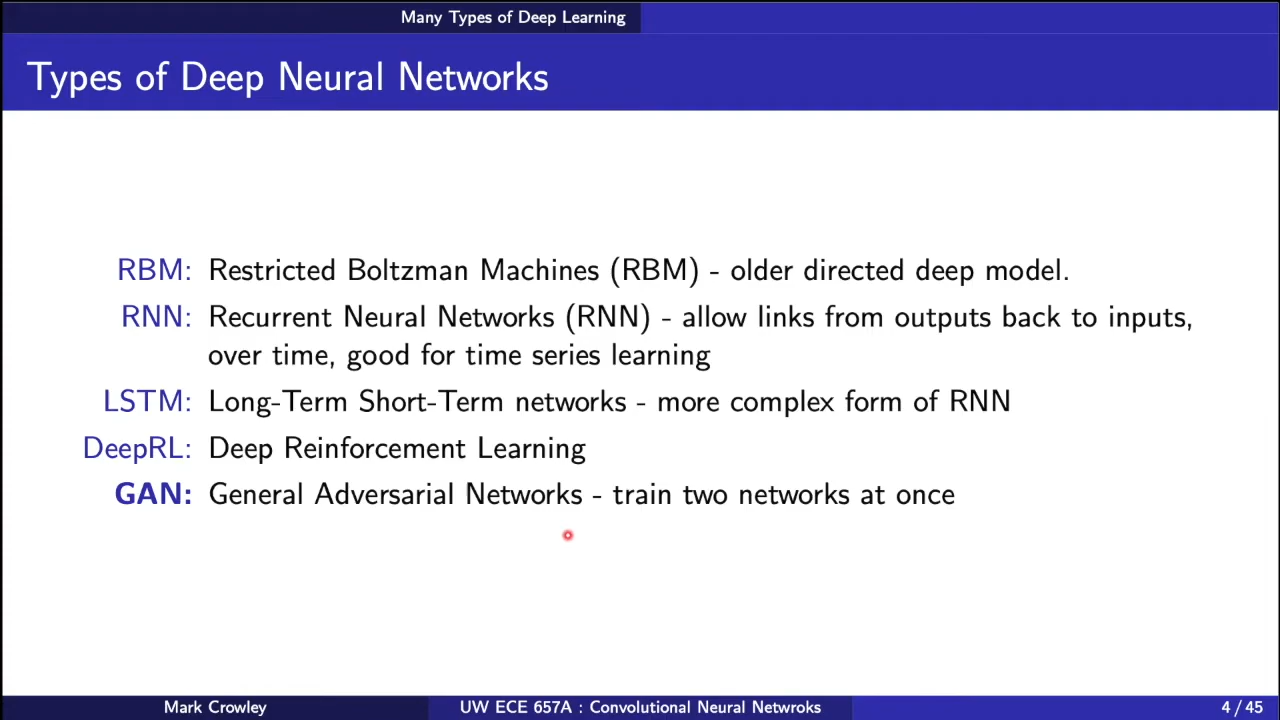 Many Types of Deep Learning
Types of Deep Neural Networks
RBM: Restricted Boltzman Machines (RBM) - older directed deep model.
RNN: Recurrent Neural Networks (RNN) - allow links from outputs back to inputs,
over time, good for time series learning
LSTM: Long-Term Short-Term networks - more complex form of RNN
DeepRL: Deep Reinforcement Learning
GAN: General Adversarial Networks - train two networks at once
Mark Crowley UW ECE 657A : Convolutional Neural Netwroks 4 / 45